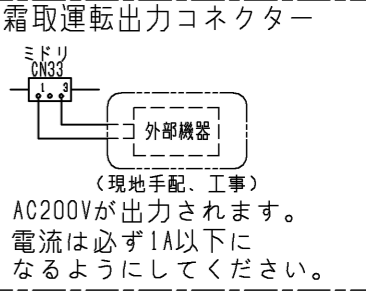 霜取運転出力コネクター
ミドリ
CN33
1 3
外部機器
(現地手配、工事)
AC200Vが出力されます。
電流は必ず1A以下に
なるようにしてください。